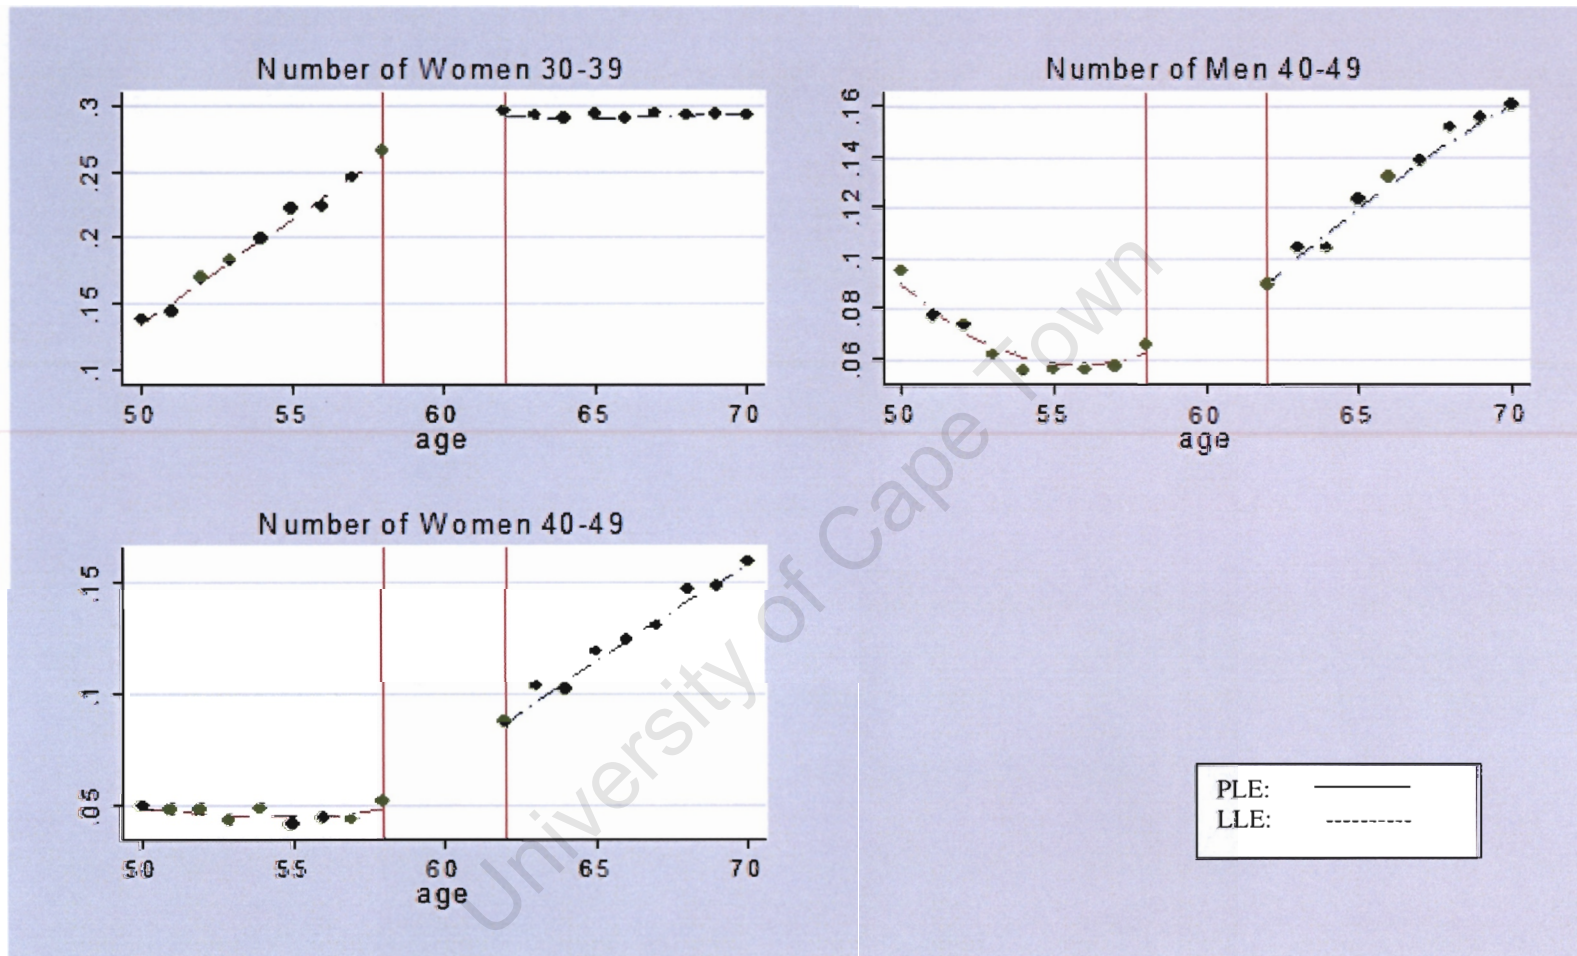 Number of Women 30-39
.3
.25
.2
.15
.1
50 55 60 65 70
age
Number of Men 40-49
.16
.14
.12
.1
.08
.06
50 55 60 65 70
age
Number of Women 40-49
.15
.1
.05
50 55 60 65 70
age
PLE:
LLE:
University of Cape Town